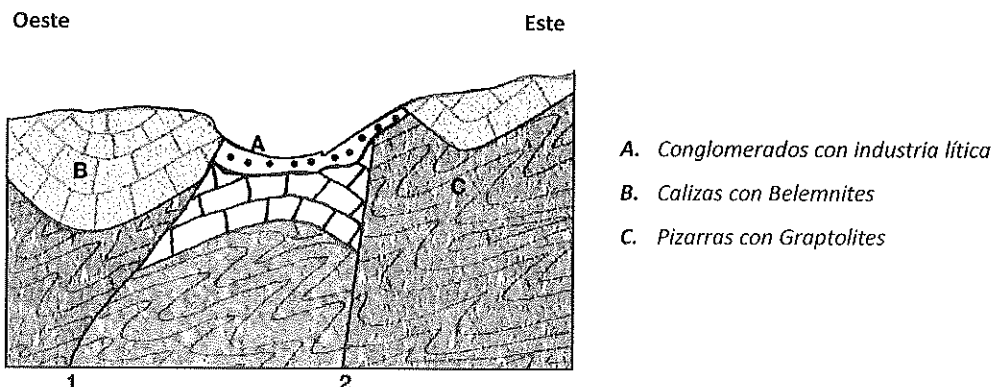 Oeste
Este
A
B
C
A. Conglomerados con industria lítica
B. Calizas con Belemnites
C. Pizarras con Graptolites
1
2